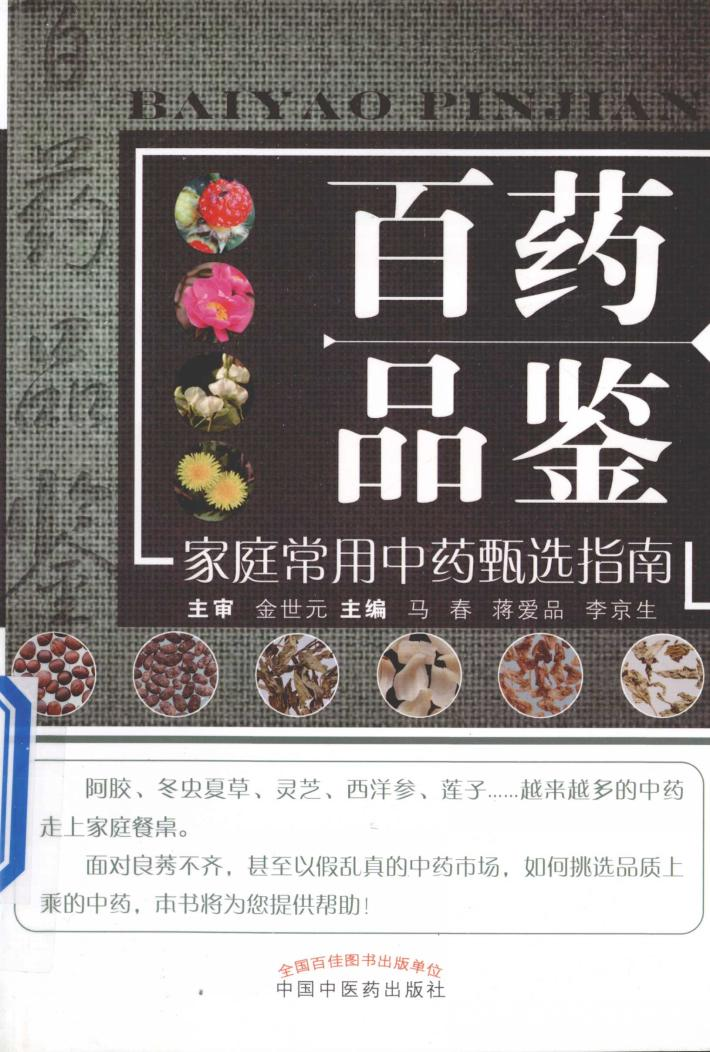 BAIYAO PINJIAN
百药品鉴
百药
品鉴
家庭常用中药甄选指南
主审 金世元 主编 马 春 蒋爱品 李京生
阿胶、冬虫夏草、灵芝、西洋参、莲子……越来越多的中药
走上家庭餐桌。
面对良莠不齐，甚至以假乱真的中药市场，如何挑选品质上
乘的中药，本书将为您提供帮助！
全国百佳图书出版单位
中国中医药出版社